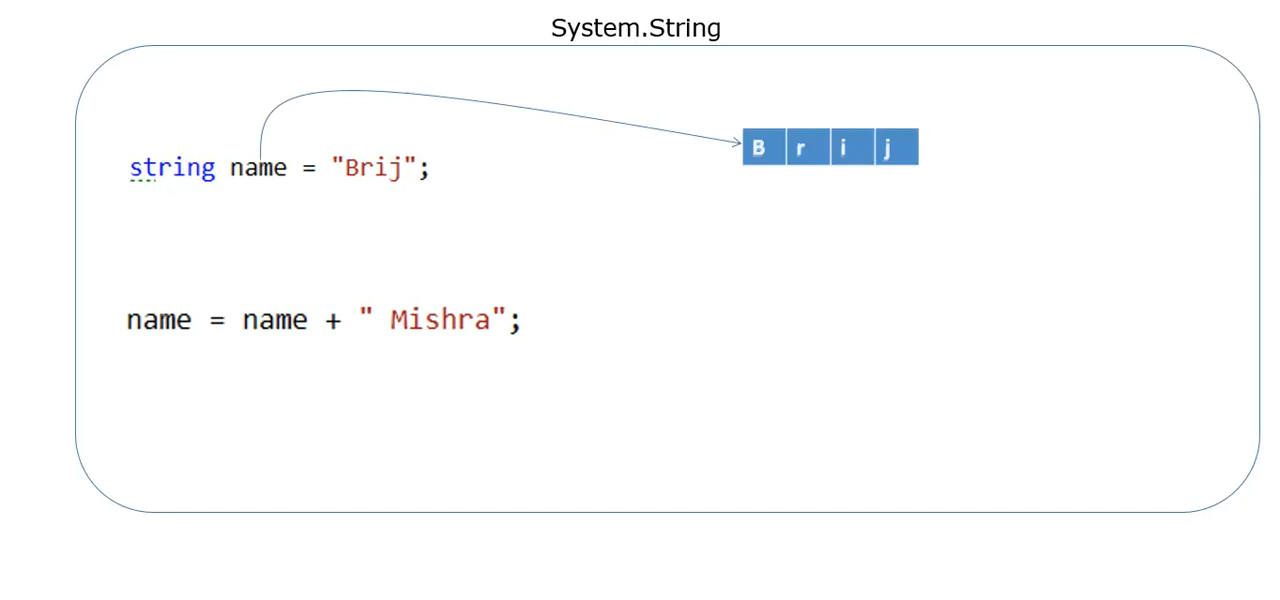 System.String
string name = "Brij";
B r i j
name = name + " Mishra";